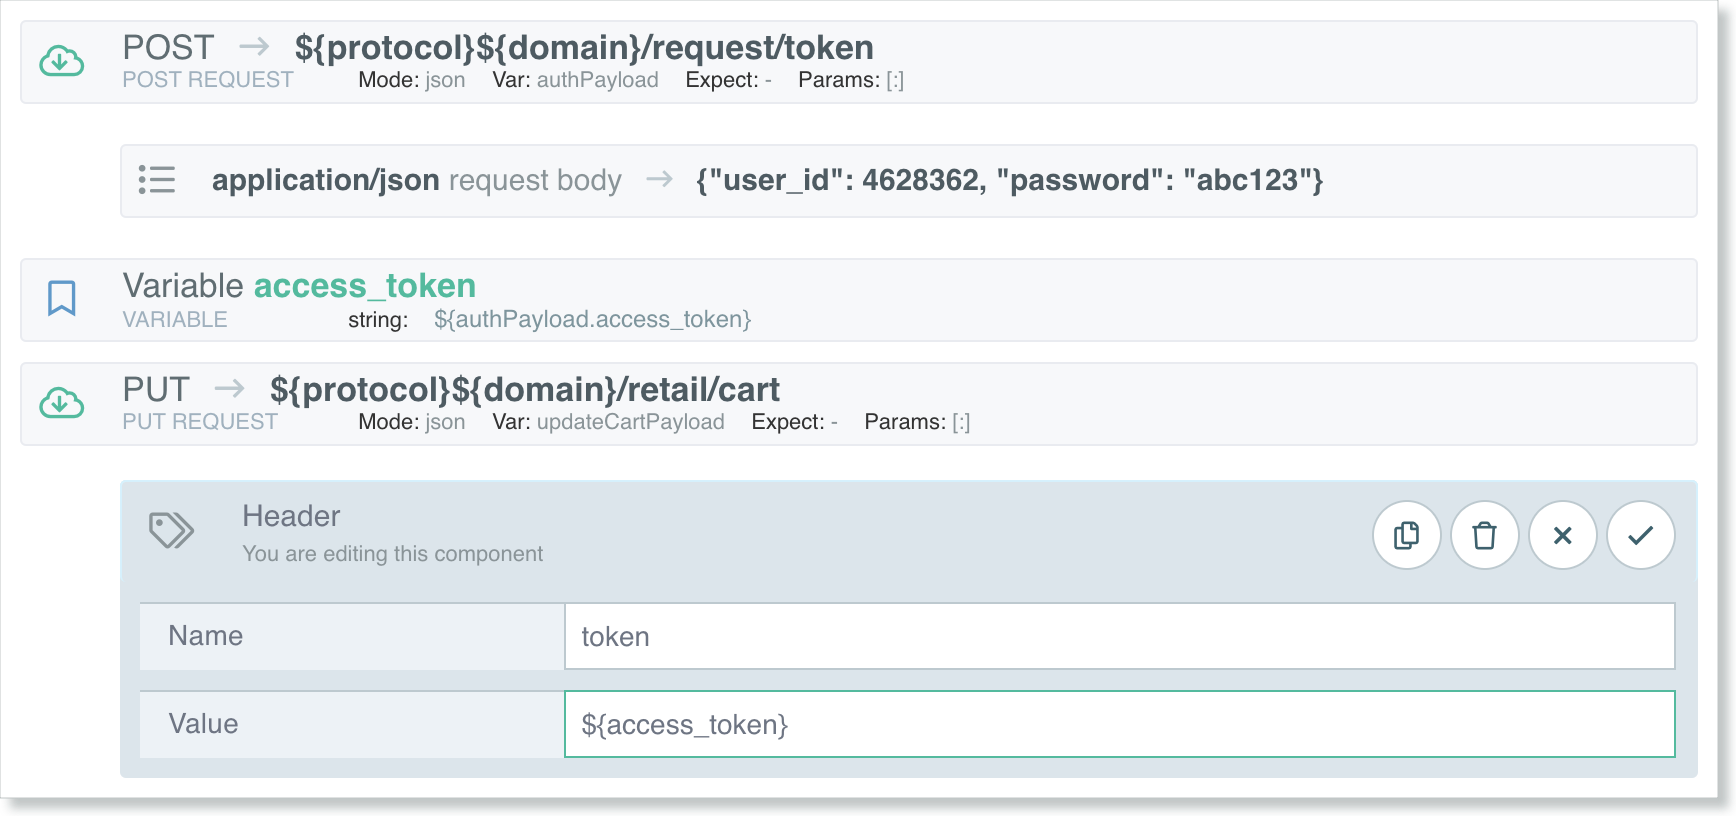 POST → ${protocol}${domain}/request/token
POST REQUEST Mode: json Var: authPayload Expect: - Params: [:]
application/json request body → {"user_id": 4628362, "password": "abc123"}
Variable access_token
VARIABLE string: ${authPayload.access_token}
PUT → ${protocol}${domain}/retail/cart
PUT REQUEST Mode: json Var: updateCartPayload Expect: - Params: [:]
Header
You are editing this component
Name token
Value ${access_token}